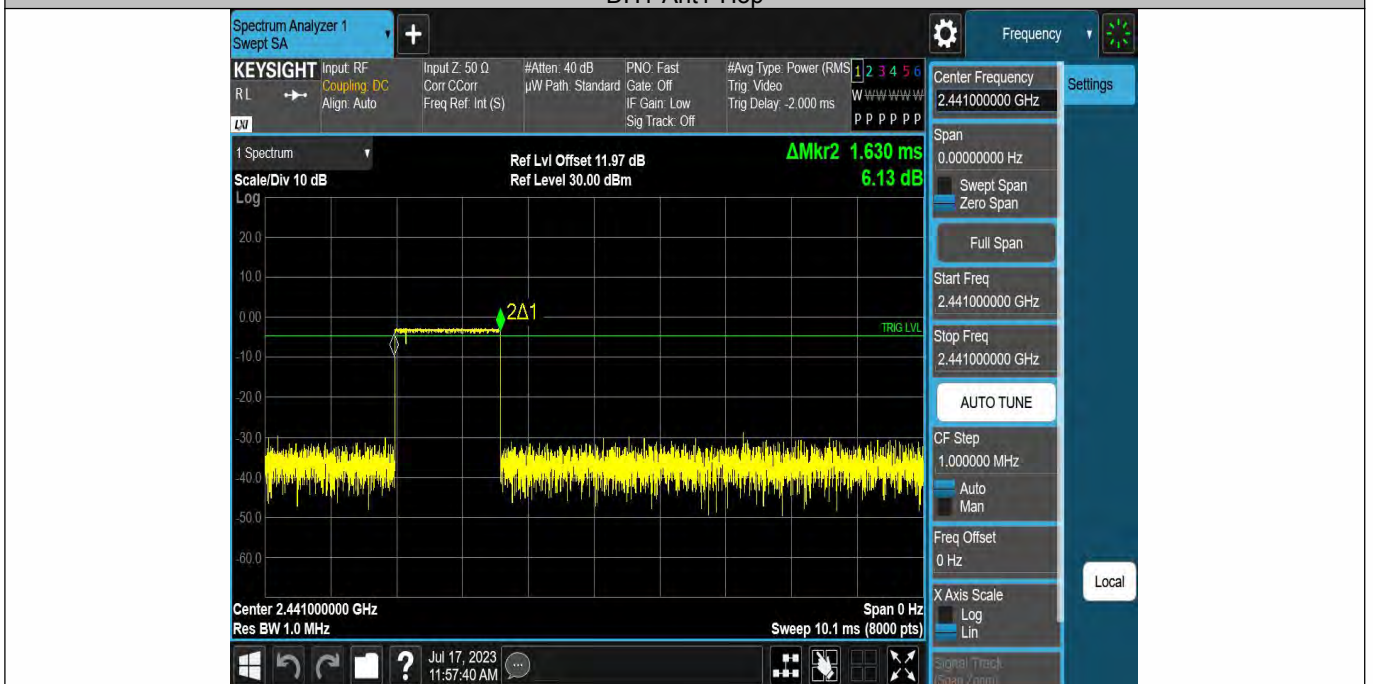 Spectrum Analyzer 1
Swept SA
Frequency
KEYSIGHT
RL
LXI
Input: RF
Coupling: DC
Align: Auto
Input Z: 50 Ω
Corr CCorr
Freq Ref: Int (S)
#Atten: 40 dB
µW Path: Standard
PNO: Fast
Gate: Off
IF Gain: Low
Sig Track: Off
#Avg Type: Power (RMS
Trig: Video
Trig Delay: -2.000 ms
1 2 3 4 5 6
W W W W W W
P P P P P P
Center Frequency
2.441000000 GHz
Settings
1 Spectrum
Scale/Div 10 dB
Log
Ref Lvl Offset 11.97 dB
Ref Level 30.00 dBm
ΔMkr2 1.630 ms
6.13 dB
Span
0.00000000 Hz
Swept Span
Zero Span
Full Span
Start Freq
2.441000000 GHz
Stop Freq
2.441000000 GHz
AUTO TUNE
CF Step
1.000000 MHz
Auto
Man
Freq Offset
0 Hz
X Axis Scale
Log
Lin
Signal Track
(Span Zoom)
Local
20.0
10.0
0.00
-10.0
-20.0
-30.0
-40.0
-50.0
-60.0
2Δ1
TRIG LVL
Center 2.441000000 GHz
Res BW 1.0 MHz
Span 0 Hz
Sweep 10.1 ms (8000 pts)
?
Jul 17, 2023
11:57:40 AM